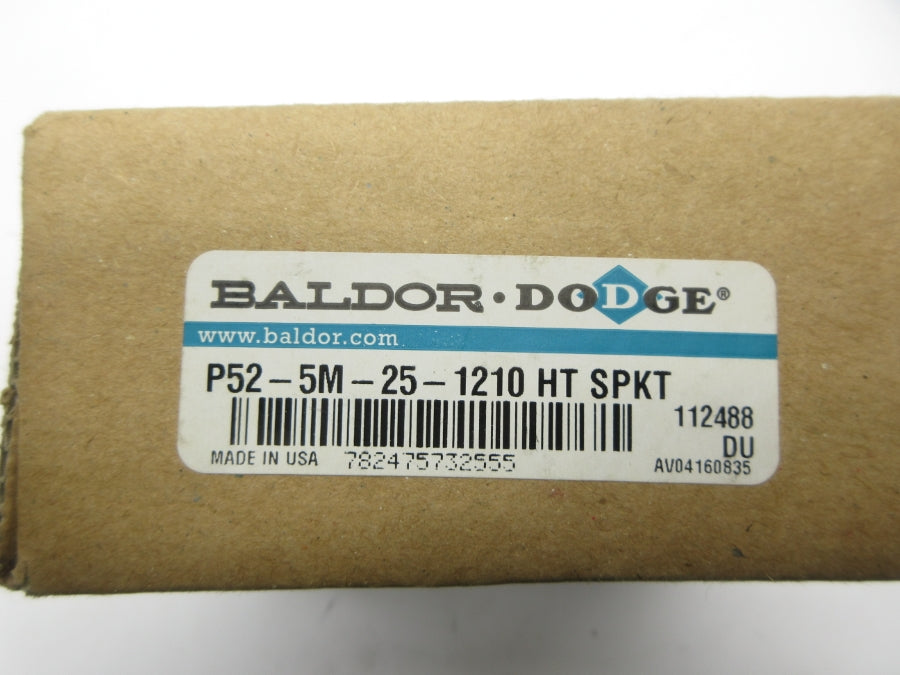 BALDOR · DODGE®
www.baldor.com
P52 – 5M – 25 – 1210 HT SPKT
112488
DU
MADE IN USA 782475732555 AV04160835